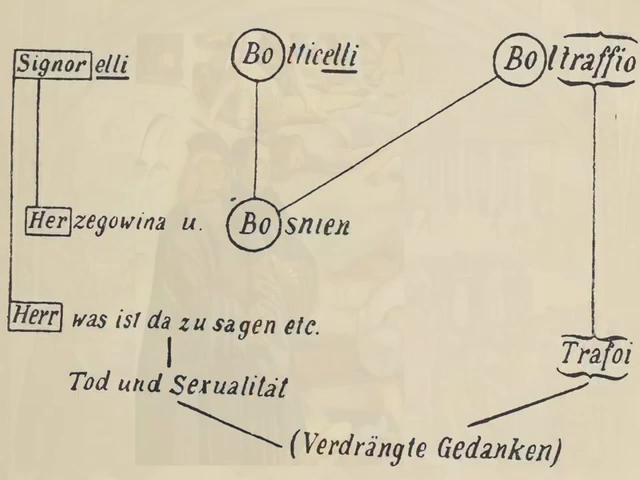 Signorelli Botticelli Boltraffio
Herzegowina u. Bosnien
Herr was ist da zu sagen etc.
Trafoi
Tod und Sexualität
(Verdrängte Gedanken)